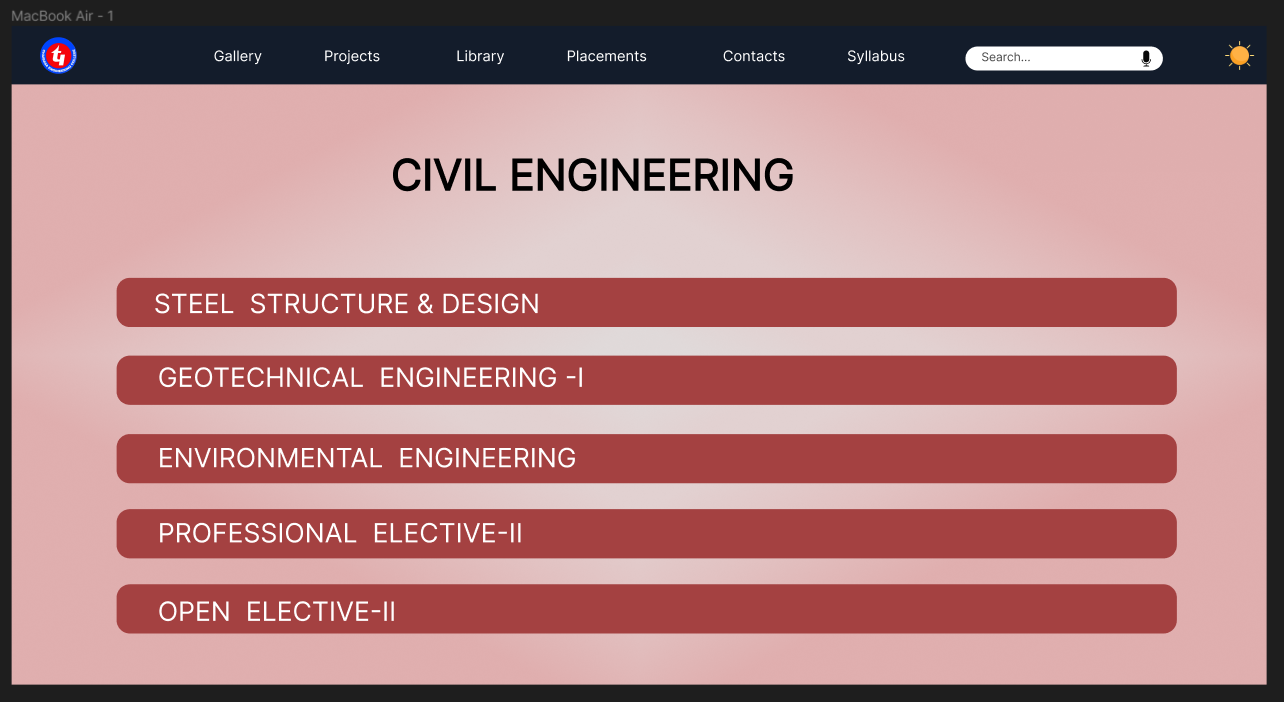 MacBook Air - 1
Gallery Projects Library Placements Contacts Syllabus Search...
CIVIL ENGINEERING
STEEL STRUCTURE & DESIGN
GEOTECHNICAL ENGINEERING -I
ENVIRONMENTAL ENGINEERING
PROFESSIONAL ELECTIVE-II
OPEN ELECTIVE-II